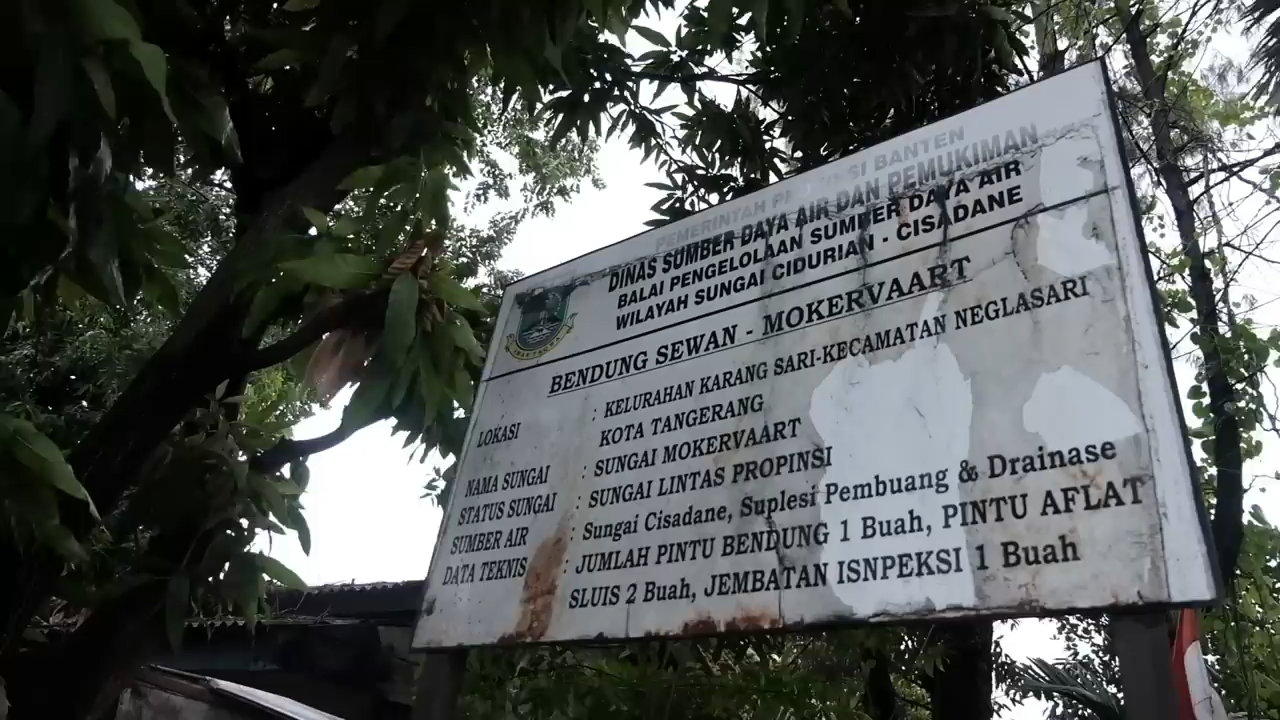 PEMERINTAH PROVINSI BANTEN
DINAS SUMBER DAYA AIR DAN PEMUKIMAN
BALAI PENGELOLAAN SUMBER DAYA AIR
WILAYAH SUNGAI CIDURIAN - CISADANE
BENDUNG SEWAN - MOKERVAART
LOKASI : KELURAHAN KARANG SARI-KECAMATAN NEGLASARI
KOTA TANGERANG
NAMA SUNGAI : SUNGAI MOKERVAART
STATUS SUNGAI : SUNGAI LINTAS PROPINSI
SUMBER AIR : Sungai Cisadane, Suplesi Pembuang & Drainase
DATA TEKNIS : JUMLAH PINTU BENDUNG 1 Buah, PINTU AFLAT
SLUIS 2 Buah, JEMBATAN ISNPEKSI 1 Buah